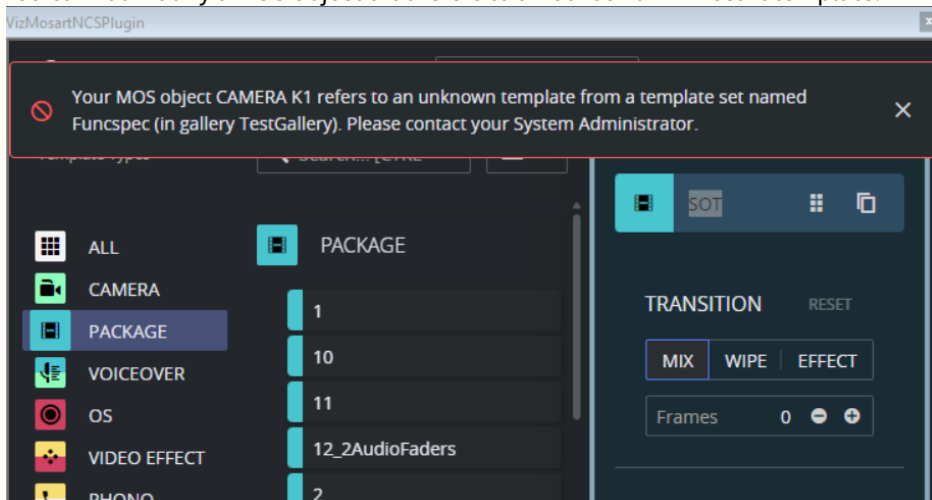 VizMosartNCSPlugin
x
Your MOS object CAMERA K1 refers to an unknown template from a template set named
Funcspec (in gallery TestGallery). Please contact your System Administrator.
SOT
ALL
PACKAGE
CAMERA
1
TRANSITION
RESET
PACKAGE
10
MIX
WIPE
EFFECT
VOICEOVER
11
Frames
0
OS
12_2AudioFaders
VIDEO EFFECT
2